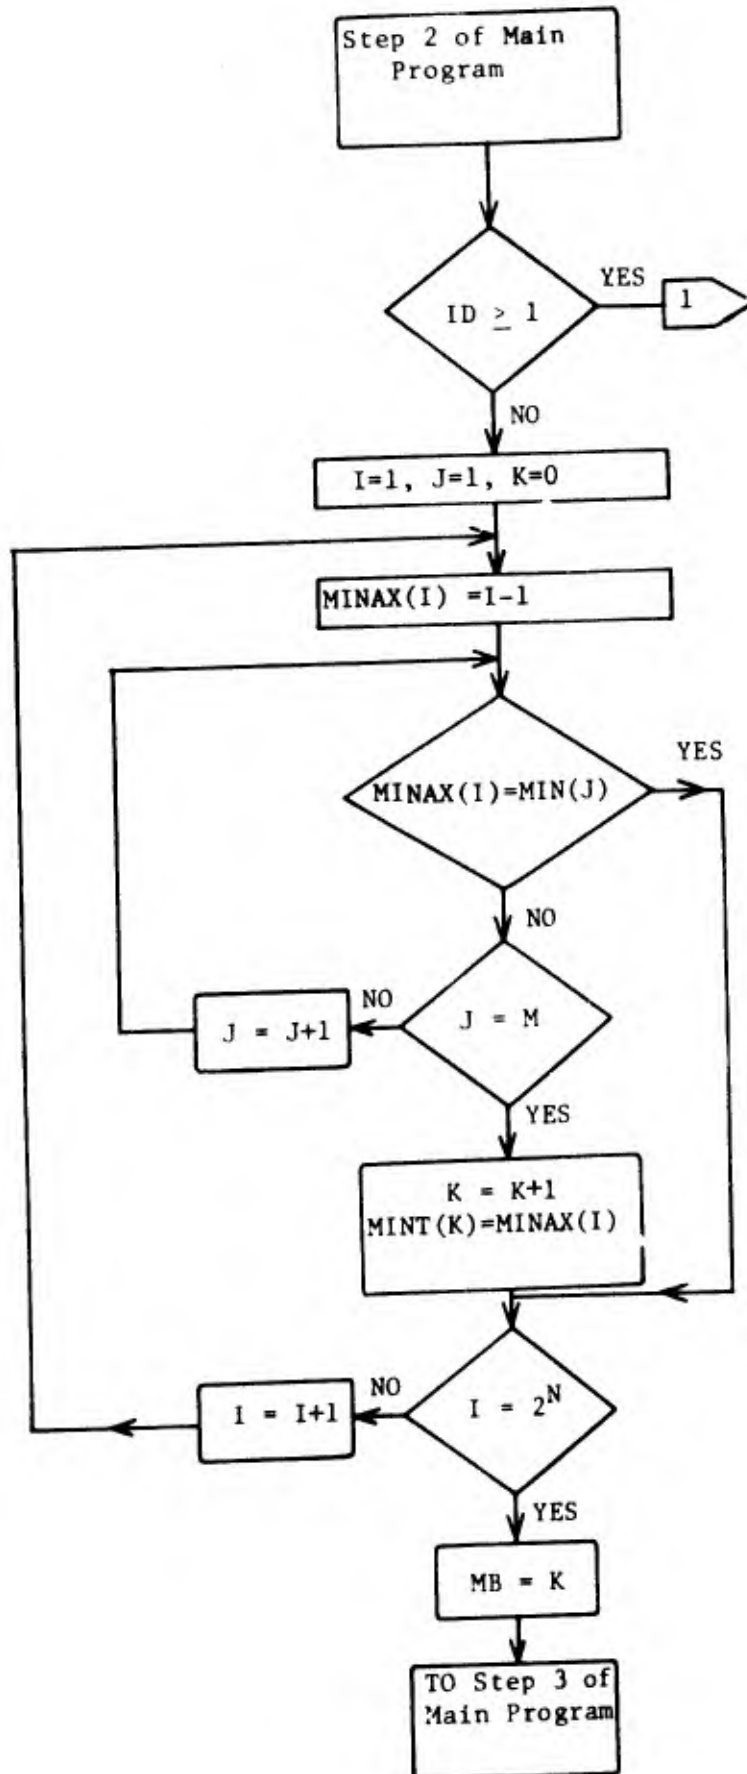 Step 2 of Main
Program
ID ≥ 1
YES
1
NO
I=1, J=1, K=0
MINAX(I) =I-1
MINAX(I)=MIN(J)
YES
NO
J = M
NO
J = J+1
YES
K = K+1
MINT(K)=MINAX(I)
I = 2^N
NO
I = I+1
YES
MB = K
TO Step 3 of
Main Program